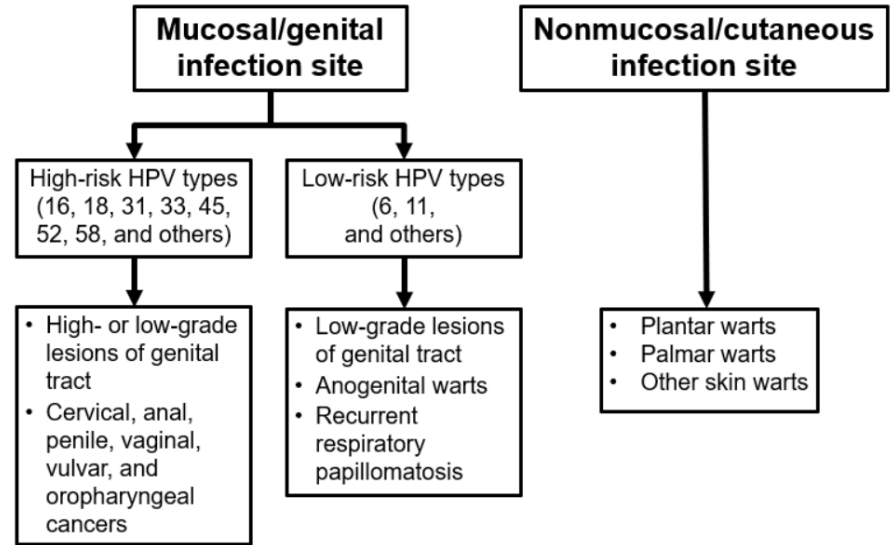 Mucosal/genital
infection site
Nonmucosal/cutaneous
infection site
High-risk HPV types
(16, 18, 31, 33, 45,
52, 58, and others)
Low-risk HPV types
(6, 11,
and others)
• High- or low-grade
lesions of genital
tract
• Cervical, anal,
penile, vaginal,
vulvar, and
oropharyngeal
cancers
• Low-grade lesions
of genital tract
• Anogenital warts
• Recurrent
respiratory
papillomatosis
• Plantar warts
• Palmar warts
• Other skin warts